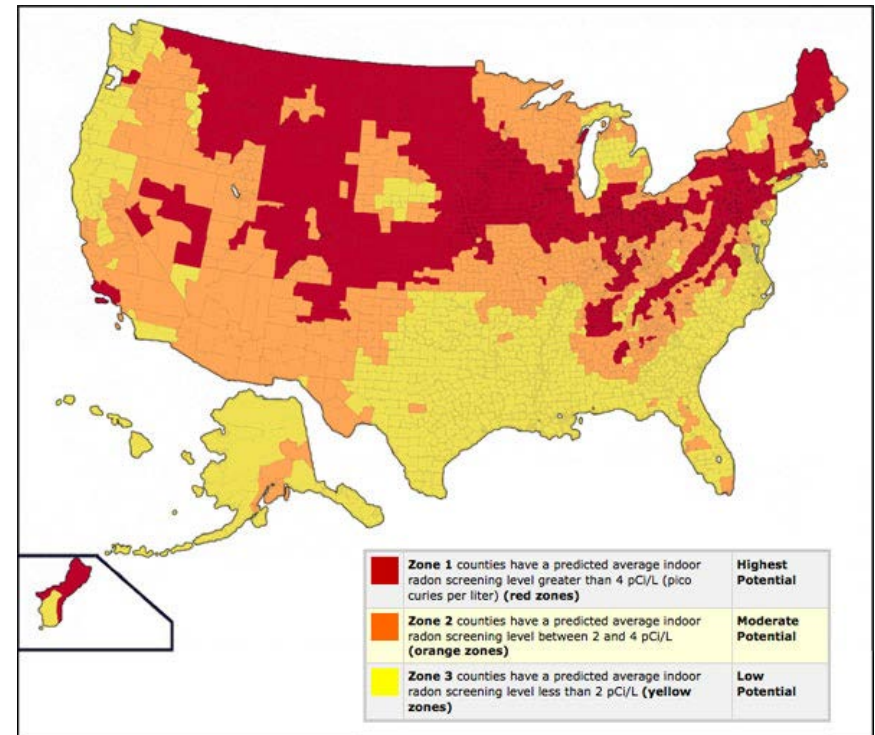 Zone 1 counties have a predicted average indoor
radon screening level greater than 4 pCi/L (pico
curies per liter) (red zones)
Highest
Potential
Zone 2 counties have a predicted average indoor
radon screening level between 2 and 4 pCi/L
(orange zones)
Moderate
Potential
Zone 3 counties have a predicted average indoor
radon screening level less than 2 pCi/L (yellow
zones)
Low
Potential